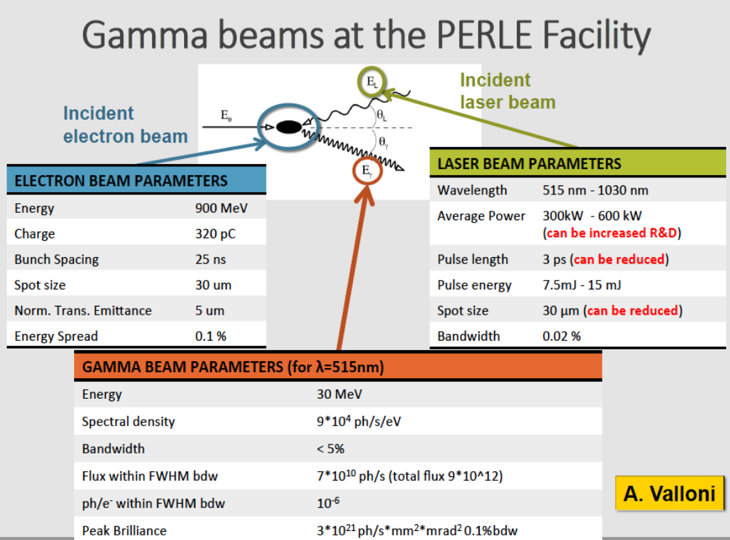 Gamma beams at the PERLE Facility
Incident
electron beam
Incident
laser beam
Eₑ
E_L
θ_L
θ_γ
E_γ
ELECTRON BEAM PARAMETERS
Energy 900 MeV
Charge 320 pC
Bunch Spacing 25 ns
Spot size 30 um
Norm. Trans. Emittance 5 um
Energy Spread 0.1 %
LASER BEAM PARAMETERS
Wavelength 515 nm - 1030 nm
Average Power 300kW - 600 kW
(can be increased R&D)
Pulse length 3 ps (can be reduced)
Pulse energy 7.5mJ - 15 mJ
Spot size 30 μm (can be reduced)
Bandwidth 0.02 %
GAMMA BEAM PARAMETERS (for λ=515nm)
Energy 30 MeV
Spectral density 9*10⁴ ph/s/eV
Bandwidth < 5%
Flux within FWHM bdw 7*10¹⁰ ph/s (total flux 9*10^12)
ph/e⁻ within FWHM bdw 10⁻⁶
Peak Brilliance 3*10²¹ ph/s*mm²*mrad² 0.1%bdw
A. Valloni